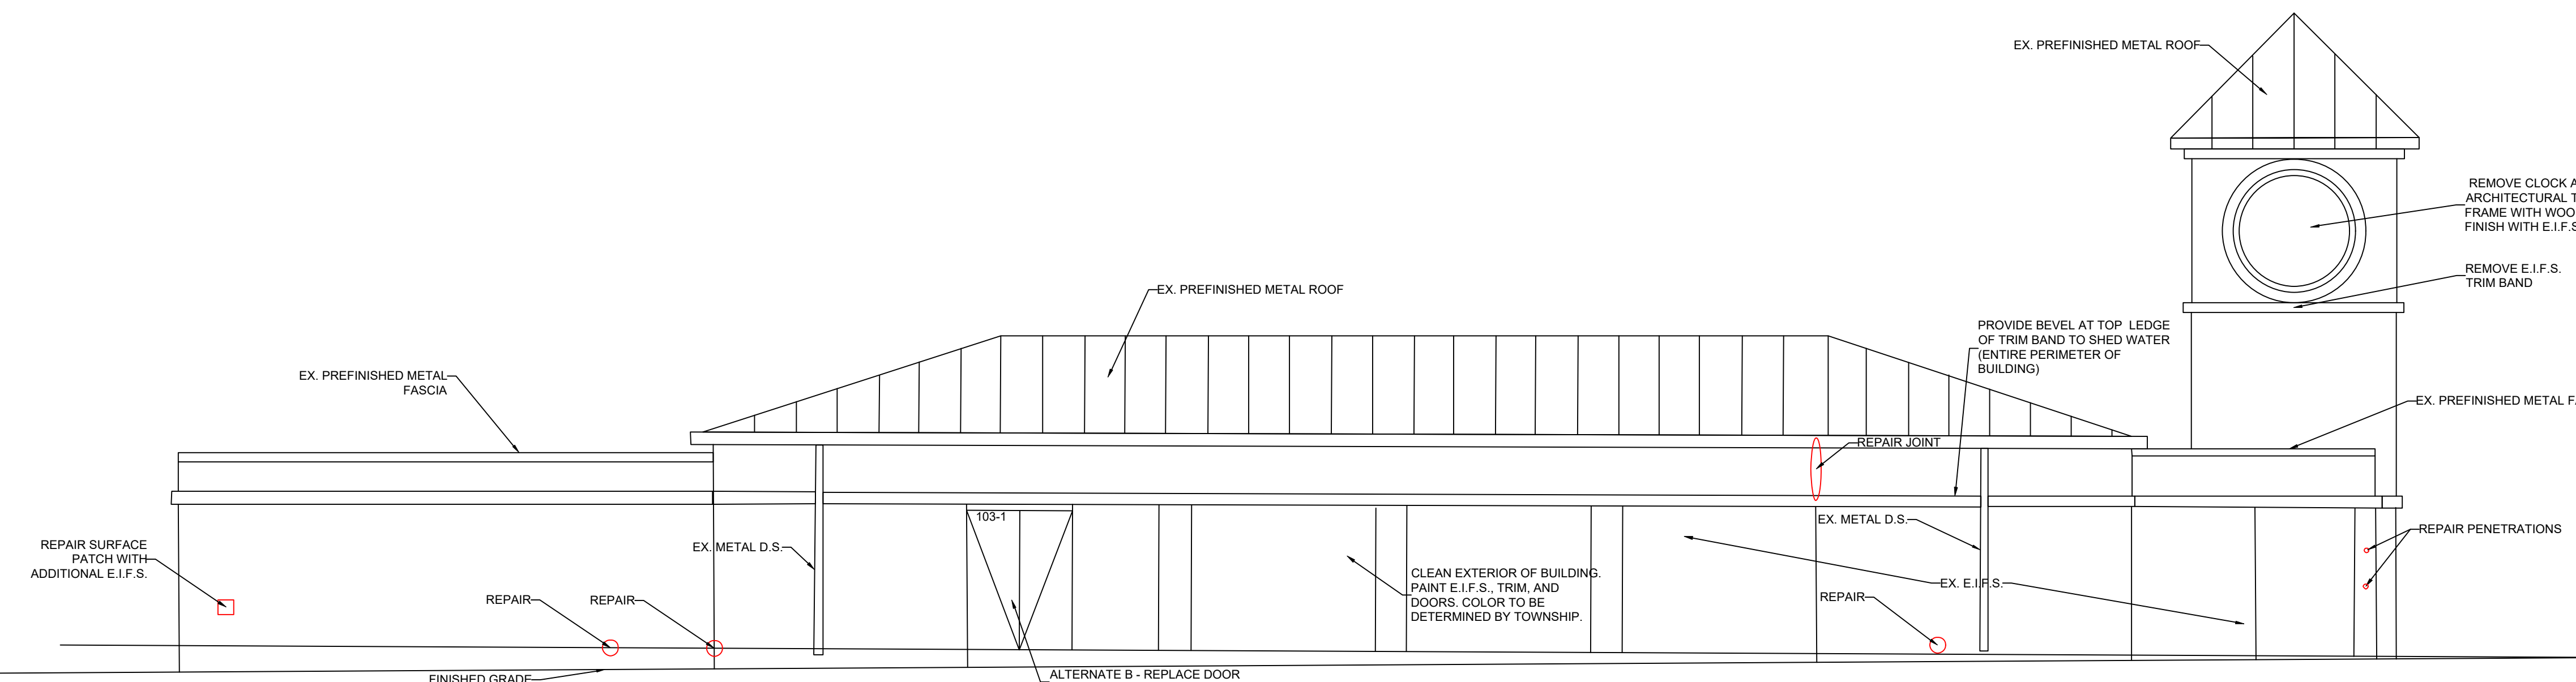 EX. PREFINISHED METAL ROOF
REMOVE CLOCK
ARCHITECTURAL
FRAME WITH
FINISH WITH
REMOVE E.I.F.S.
TRIM BAND
EX. PREFINISHED METAL ROOF
PROVIDE BEVEL AT TOP LEDGE
OF TRIM BAND TO SHED WATER
(ENTIRE PERIMETER OF
BUILDING)
EX. PREFINISHED METAL
FASCIA
EX. PREFINISHED METAL
REPAIR JOINT
103-1
EX. METAL D.S.
REPAIR PENETRATIONS
REPAIR SURFACE
PATCH WITH
ADDITIONAL E.I.F.S.
EX. METAL D.S.
CLEAN EXTERIOR OF BUILDING.
PAINT E.I.F.S., TRIM, AND
DOORS. COLOR TO BE
DETERMINED BY TOWNSHIP.
EX. E.I.F.S.
REPAIR
REPAIR
REPAIR
FINISHED GRADE
ALTERNATE B - REPLACE DOOR